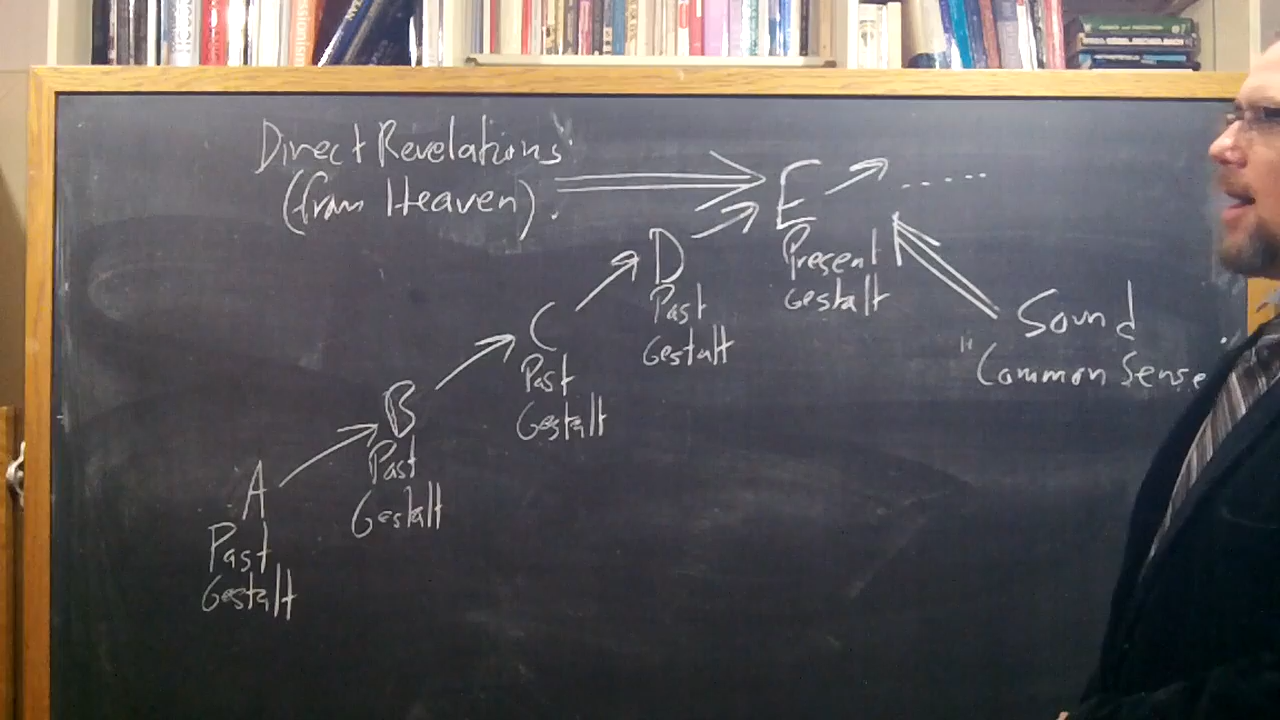 Direct Revelations
(from Heaven).
E
.....
Present
Gestalt
D
Past
Gestalt
Sound
"Common Sense
C
Past
Gestalt
B
Past
Gestalt
A
Past
Gestalt